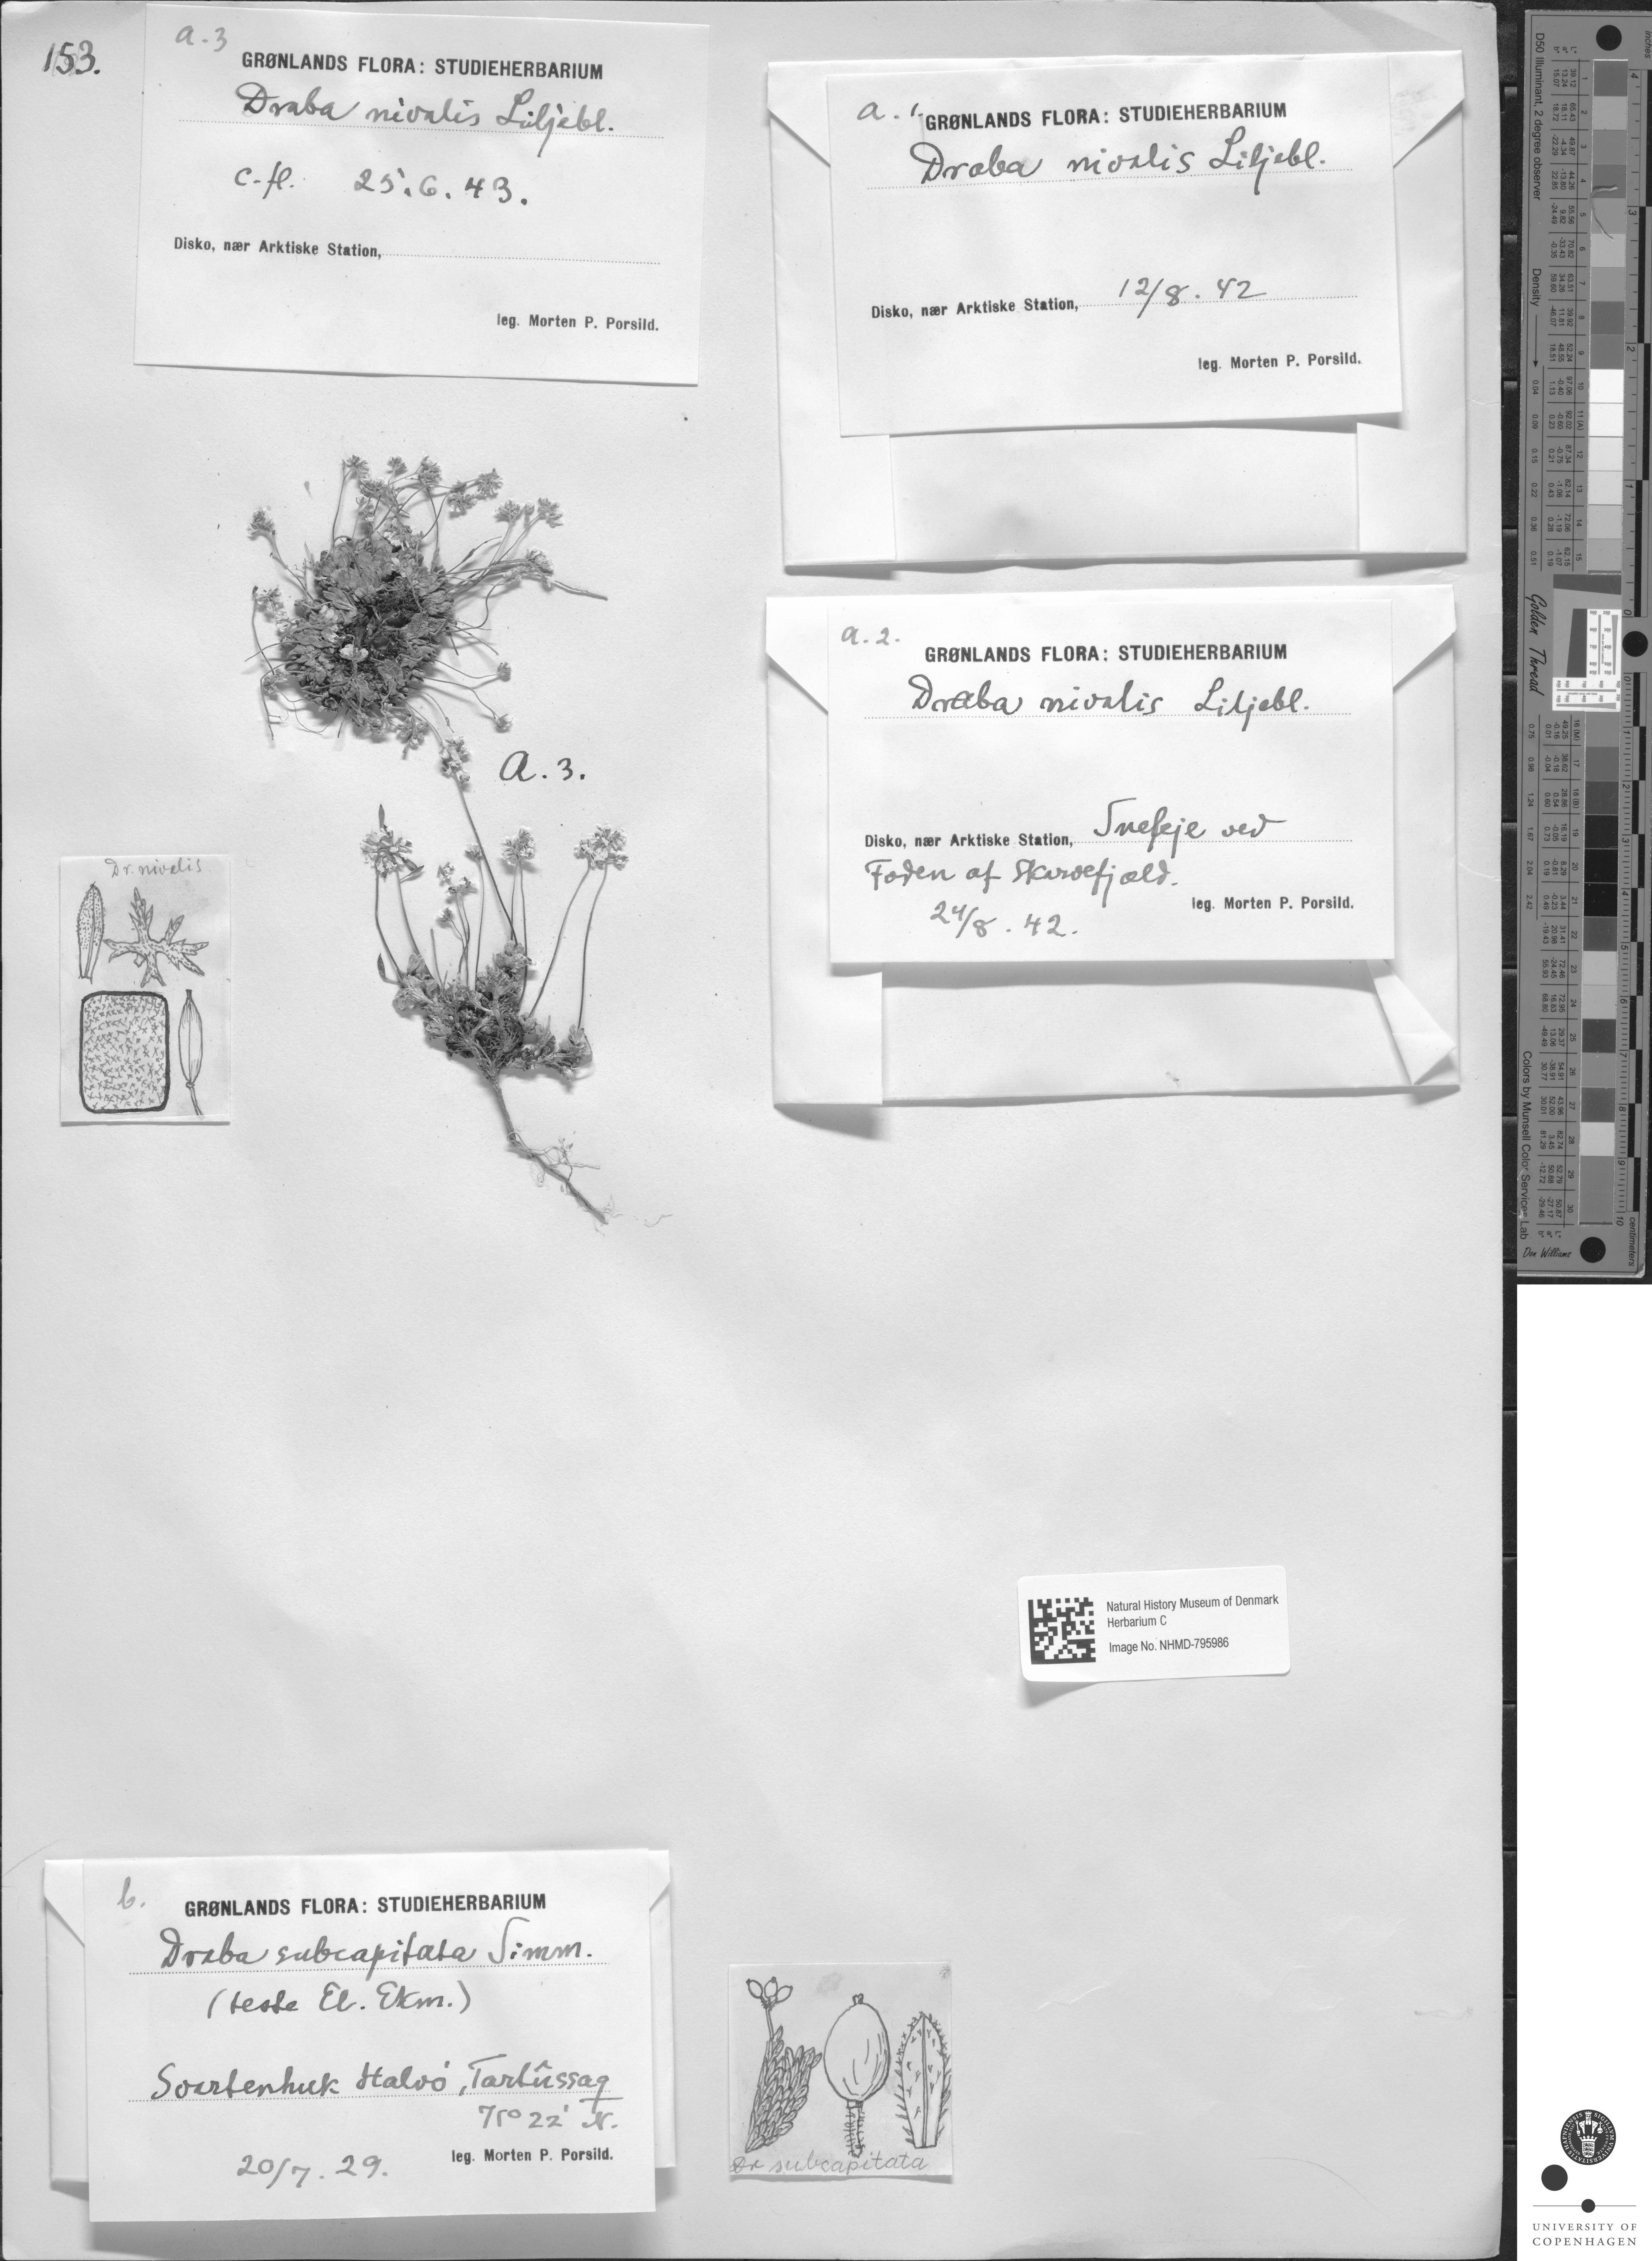 153.
a.3
GRØNLANDS FLORA: STUDIEHERBARIUM
Draba nivalis Liljebl.
c-fl. 25.6.43.
Disko, nær Arktiske Station,
leg. Morten P. Porsild.
a.1.
GRØNLANDS FLORA: STUDIEHERBARIUM
Draba nivalis Liljebl.
Disko, nær Arktiske Station, 12/8.42
leg. Morten P. Porsild.
a.2.
GRØNLANDS FLORA: STUDIEHERBARIUM
Draba nivalis Liljebl.
Disko, nær Arktiske Station, Snefeje ved
Foden af Skarvefjæld.
leg. Morten P. Porsild.
24/8.42.
a.3.
Dr. nivalis
Natural History Museum of Denmark
Herbarium C
Image No. NHMD-795986
b.
GRØNLANDS FLORA: STUDIEHERBARIUM
Draba subcapitata Simm.
(teste El. Ekm.)
Svartenhuk Halvö, Tartûssaq
71° 22' N.
20/7.29.
leg. Morten P. Porsild.
Dr subcapitata
D50 Illuminant, 2 degree observer
Density
Golden Thread
Colors by Munsell Color Services Lab
Don Williams
inches
centimeters
UNIVERSITY OF
COPENHAGEN